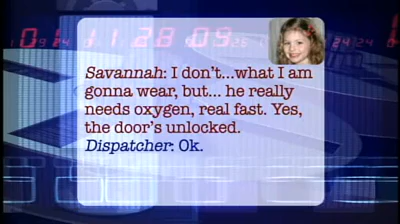 Savannah: I don't...what I am
gonna wear, but... he really
needs oxygen, real fast. Yes,
the door's unlocked.
Dispatcher: Ok.